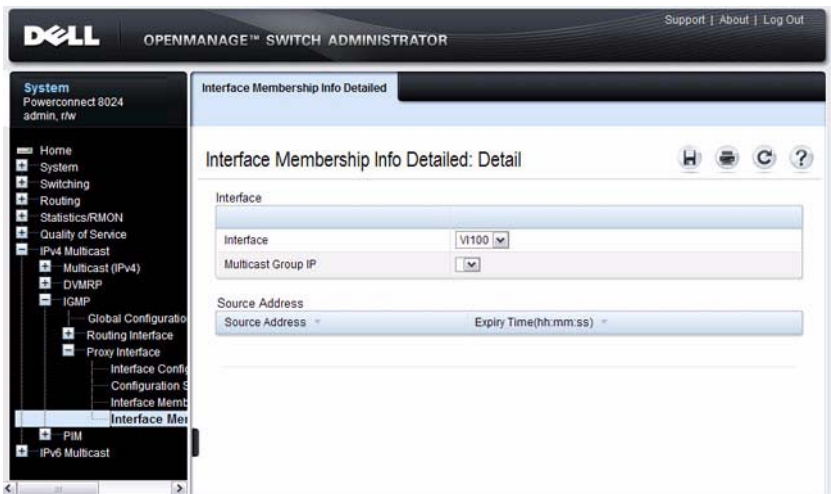 Support | About | Log Out
DELL
OPENMANAGE™ SWITCH ADMINISTRATOR
System
Powerconnect 8024
admin, r/w
Interface Membership Info Detailed
Home
System
Switching
Routing
Statistics/RMON
Quality of Service
IPv4 Multicast
Multicast (IPv4)
DVMRP
IGMP
Global Configuratio
Routing Interface
Proxy Interface
Interface Config
Configuration S
Interface Memb
Interface Mem
PIM
IPv6 Multicast
Interface Membership Info Detailed: Detail
Interface
Interface VI100
Multicast Group IP
Source Address
Source Address Expiry Time(hh:mm:ss)